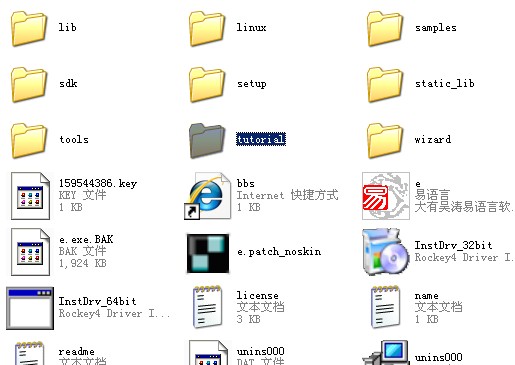 lib
linux
samples
sdk
setup
static_lib
tools
tutorial
wizard
159544386.key
KEY 文件
1 KB
bbs
Internet 快捷方式
1 KB
e
易语言
大有吴涛易语言软.
e.exe.BAK
BAK 文件
1,924 KB
e.patch_noskin
InstDrv_32bit
Rockey4 Driver I...
InstDrv_64bit
Rockey4 Driver I...
license
文本文档
3 KB
name
文本文档
1 KB
readme
文本文档
unins000
DAT 文件
unins000